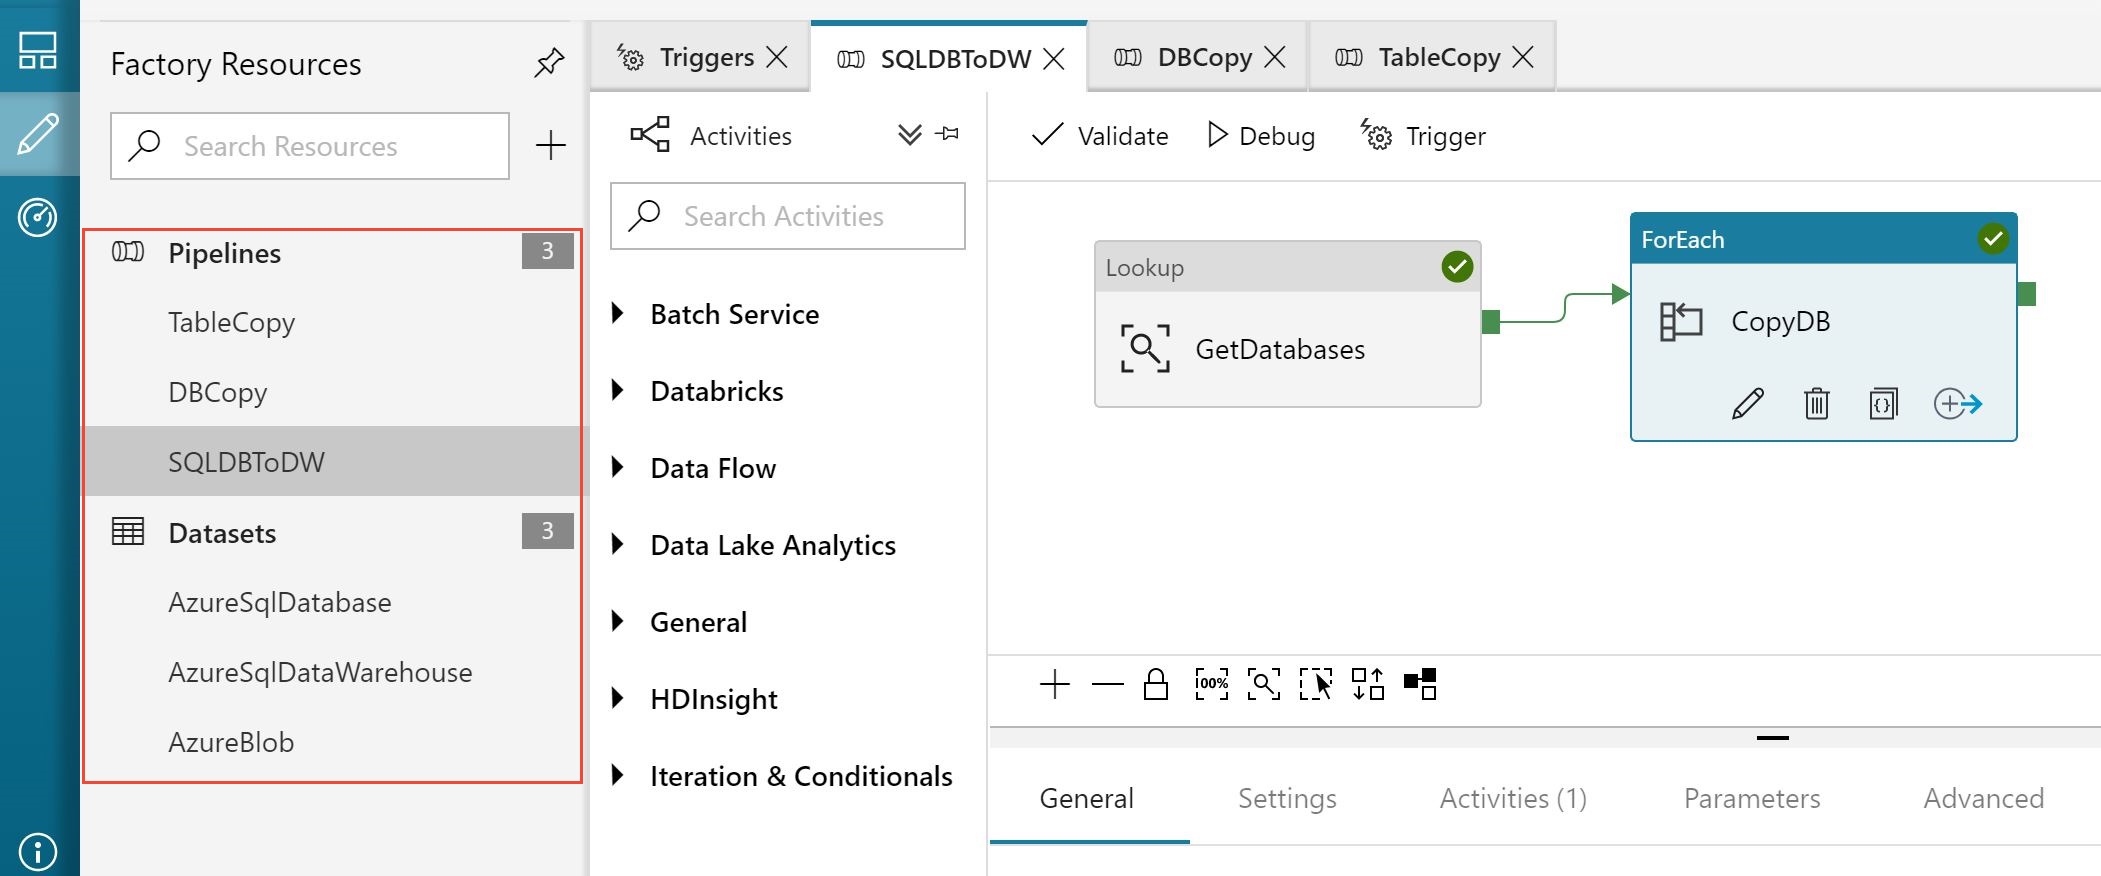 Factory Resources
Search Resources
Pipelines 3
TableCopy
DBCopy
SQLDBToDW
Datasets 3
AzureSqlDatabase
AzureSqlDataWarehouse
AzureBlob
Triggers SQLDBToDW DBCopy TableCopy
Activities
Search Activities
Batch Service
Databricks
Data Flow
Data Lake Analytics
General
HDInsight
Iteration & Conditionals
Validate Debug Trigger
Lookup
GetDatabases
ForEach
CopyDB
{}
100%
General Settings Activities (1) Parameters Advanced